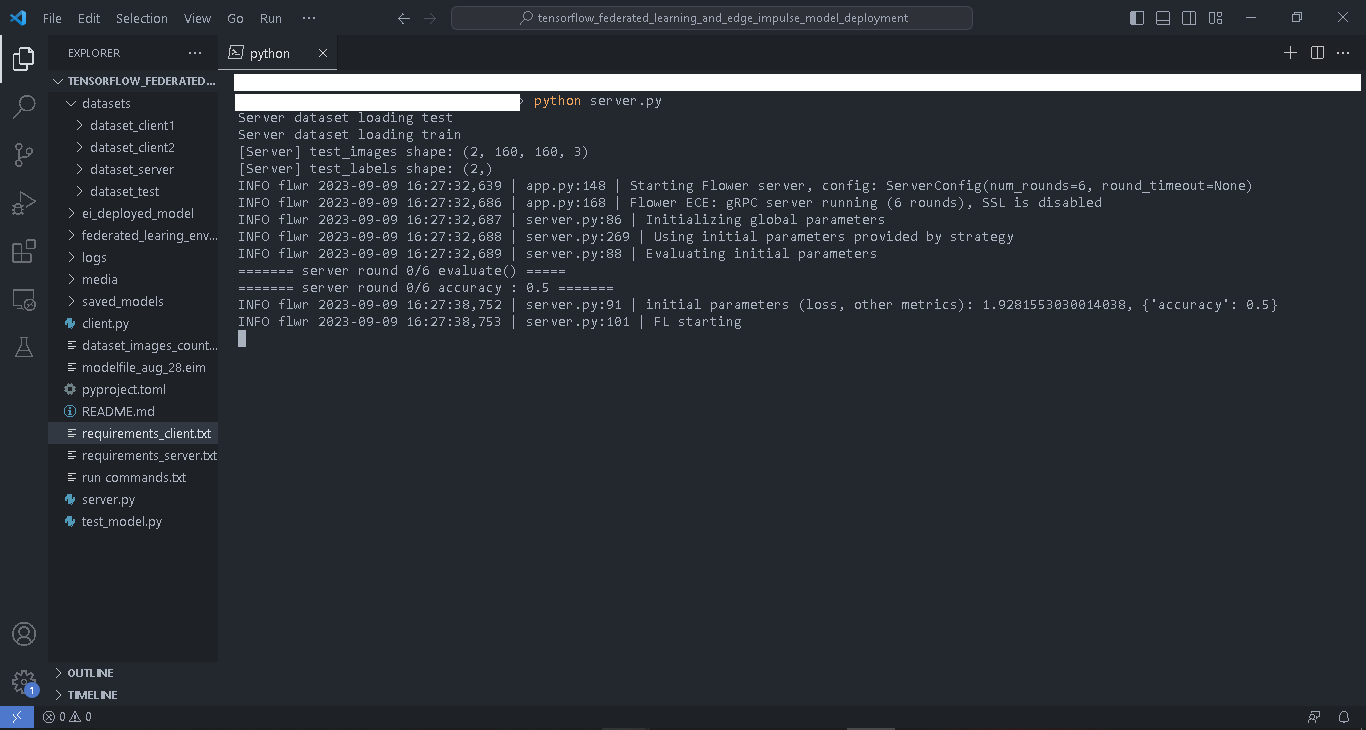 File Edit Selection View Go Run ···
tensorflow_federated_learning_and_edge_impulse_model_deployment
EXPLORER ···
python
TENSORFLOW_FEDERATED...
datasets
dataset_client1
dataset_client2
dataset_server
dataset_test
ei_deployed_model
federated_learing_env...
logs
media
saved_models
client.py
dataset_images_count...
modelfile_aug_28.eim
pyproject.toml
README.md
requirements_client.txt
requirements_server.txt
run commands.txt
server.py
test_model.py
OUTLINE
TIMELINE
python server.py
Server dataset loading test
Server dataset loading train
[Server] test_images shape: (2, 160, 160, 3)
[Server] test_labels shape: (2,)
INFO flwr 2023-09-09 16:27:32,639 | app.py:148 | Starting Flower server, config: ServerConfig(num_rounds=6, round_timeout=None)
INFO flwr 2023-09-09 16:27:32,686 | app.py:168 | Flower ECE: gRPC server running (6 rounds), SSL is disabled
INFO flwr 2023-09-09 16:27:32,687 | server.py:86 | Initializing global parameters
INFO flwr 2023-09-09 16:27:32,688 | server.py:269 | Using initial parameters provided by strategy
INFO flwr 2023-09-09 16:27:32,689 | server.py:88 | Evaluating initial parameters
======= server round 0/6 evaluate() =====
======= server round 0/6 accuracy : 0.5 =======
INFO flwr 2023-09-09 16:27:38,752 | server.py:91 | initial parameters (loss, other metrics): 1.9281553030014038, {'accuracy': 0.5}
INFO flwr 2023-09-09 16:27:38,753 | server.py:101 | FL starting
1
0 0